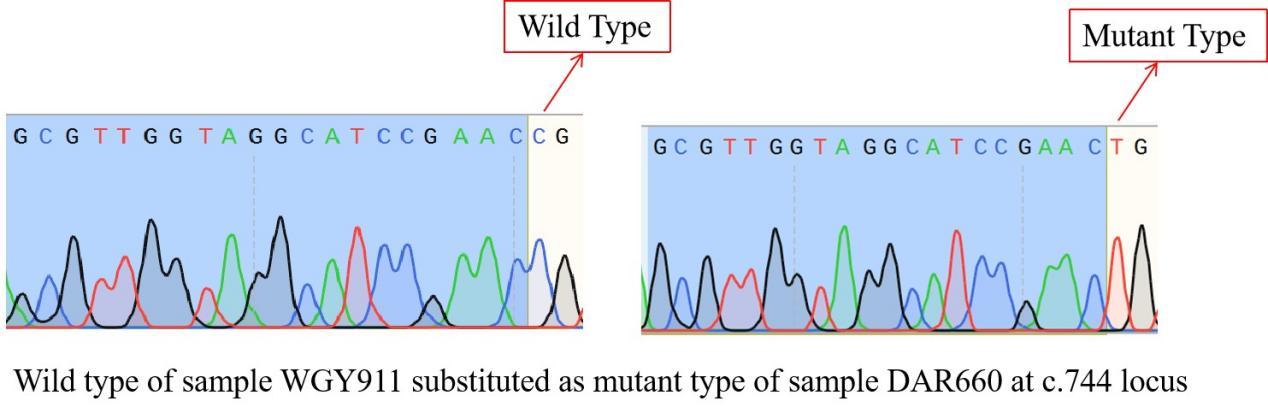 Wild Type
Mutant Type
G C G T T G G T A G G C A T C C G A A C C G
G C G T T G G T A G G C A T C C G A A C T G
Wild type of sample WGY911 substituted as mutant type of sample DAR660 at c.744 locus